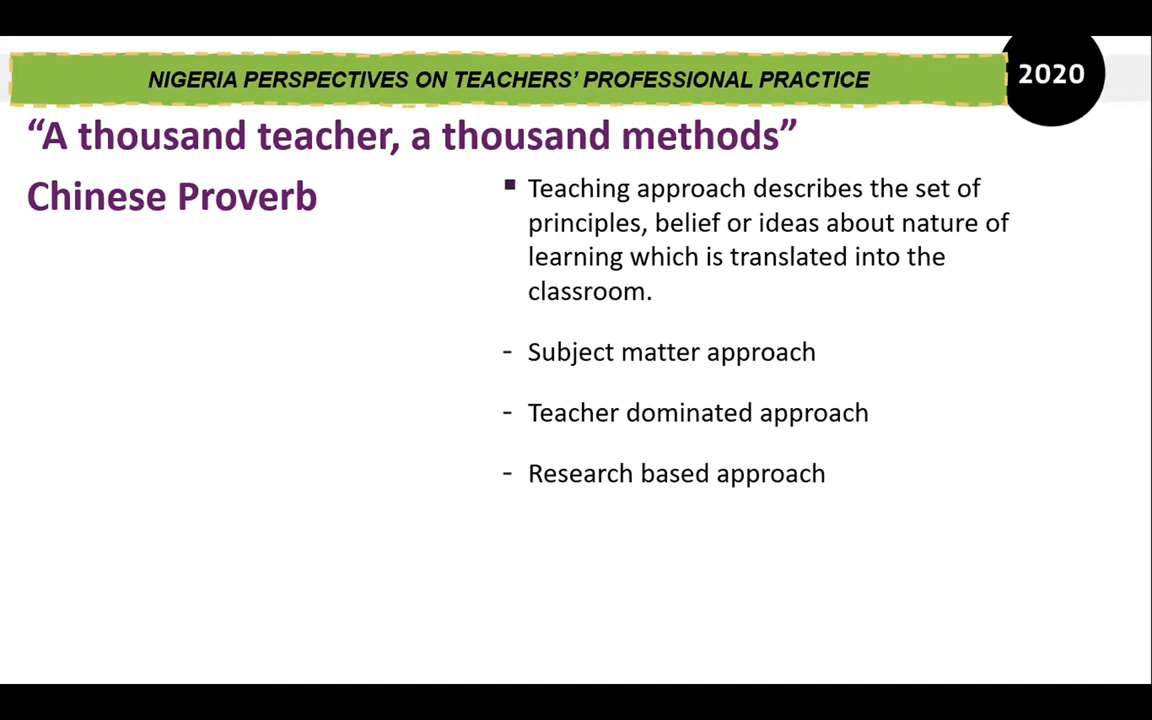 NIGERIA PERSPECTIVES ON TEACHERS’ PROFESSIONAL PRACTICE
2020
“A thousand teacher, a thousand methods”
Chinese Proverb
▪ Teaching approach describes the set of
principles, belief or ideas about nature of
learning which is translated into the
classroom.
- Subject matter approach
- Teacher dominated approach
- Research based approach